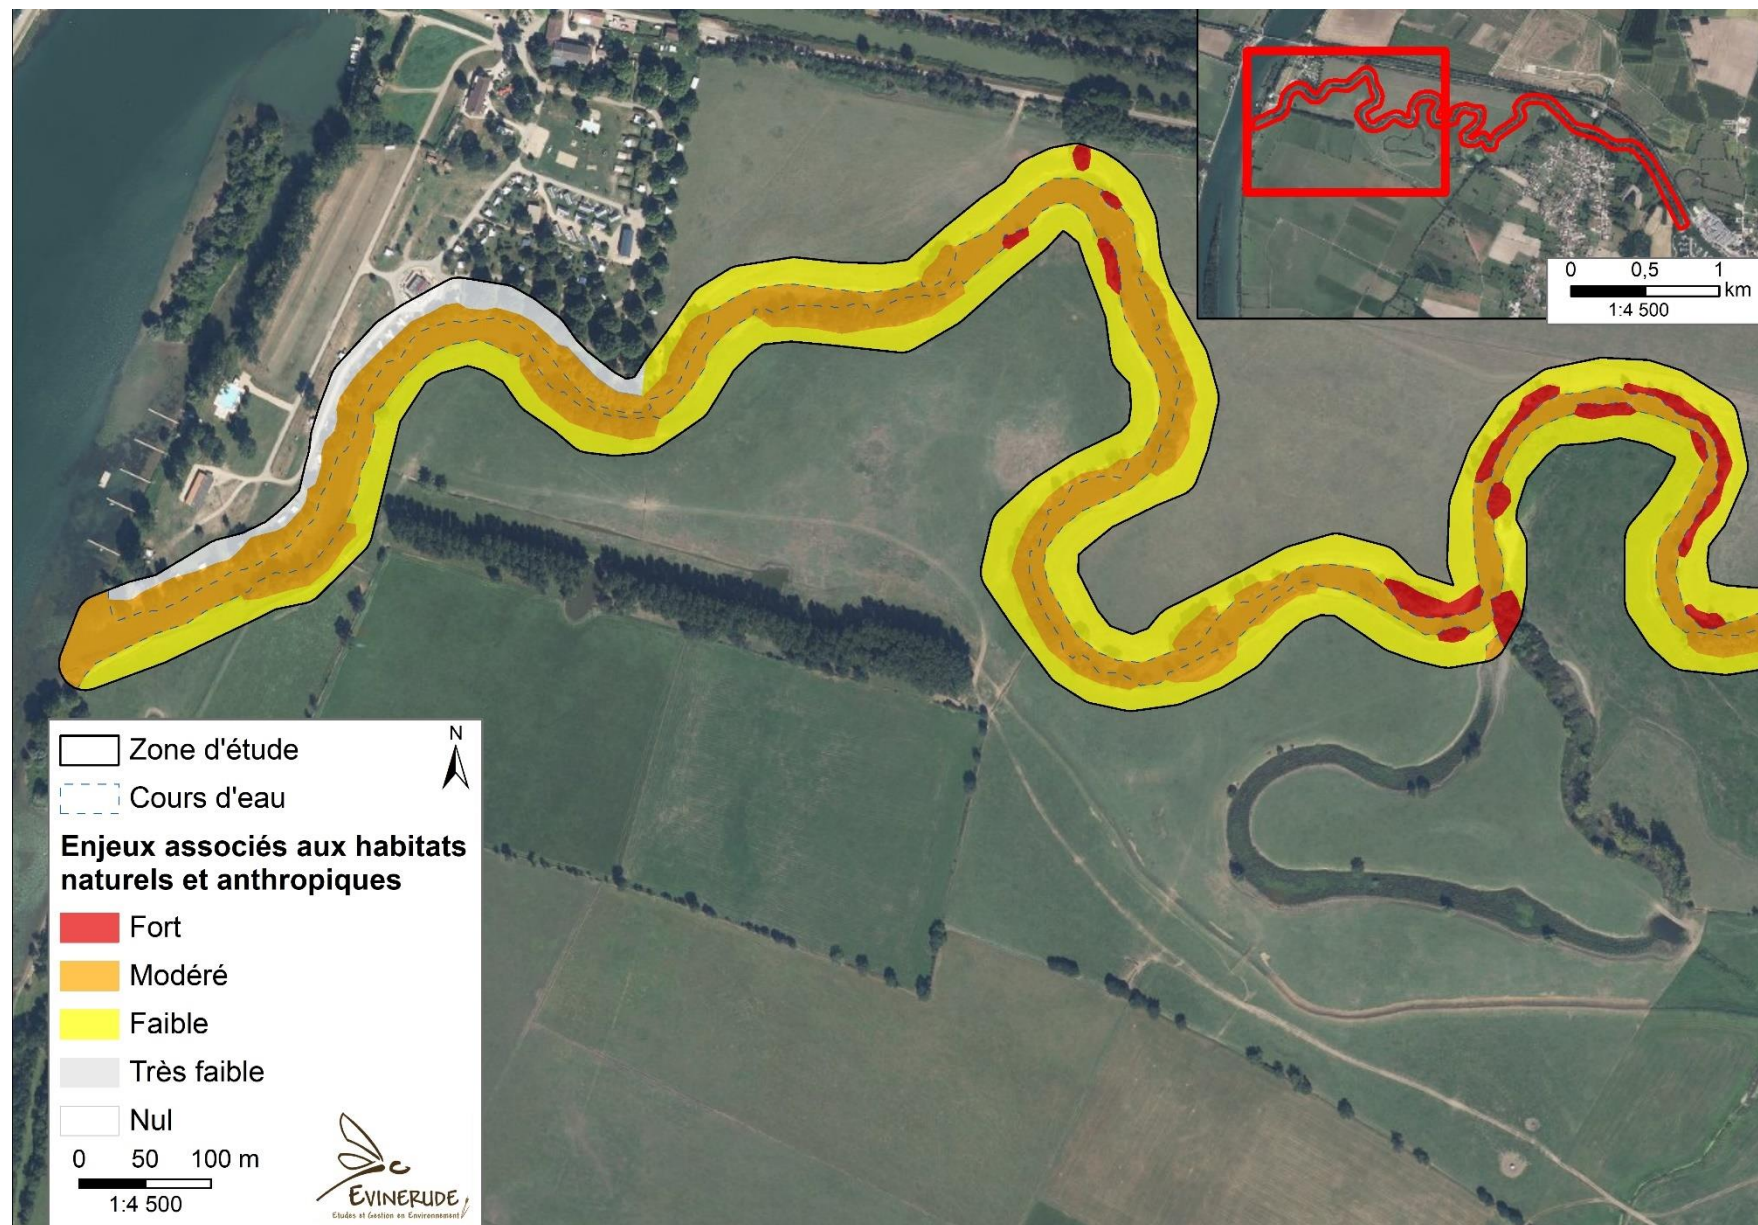 0 0,5 1
km
1:4 500
Zone d'étude
N
Cours d'eau
Enjeux associés aux habitats
naturels et anthropiques
Fort
Modéré
Faible
Très faible
Nul
0 50 100 m
1:4 500
EVINERUDE
Etudes et Gestion en Environnement